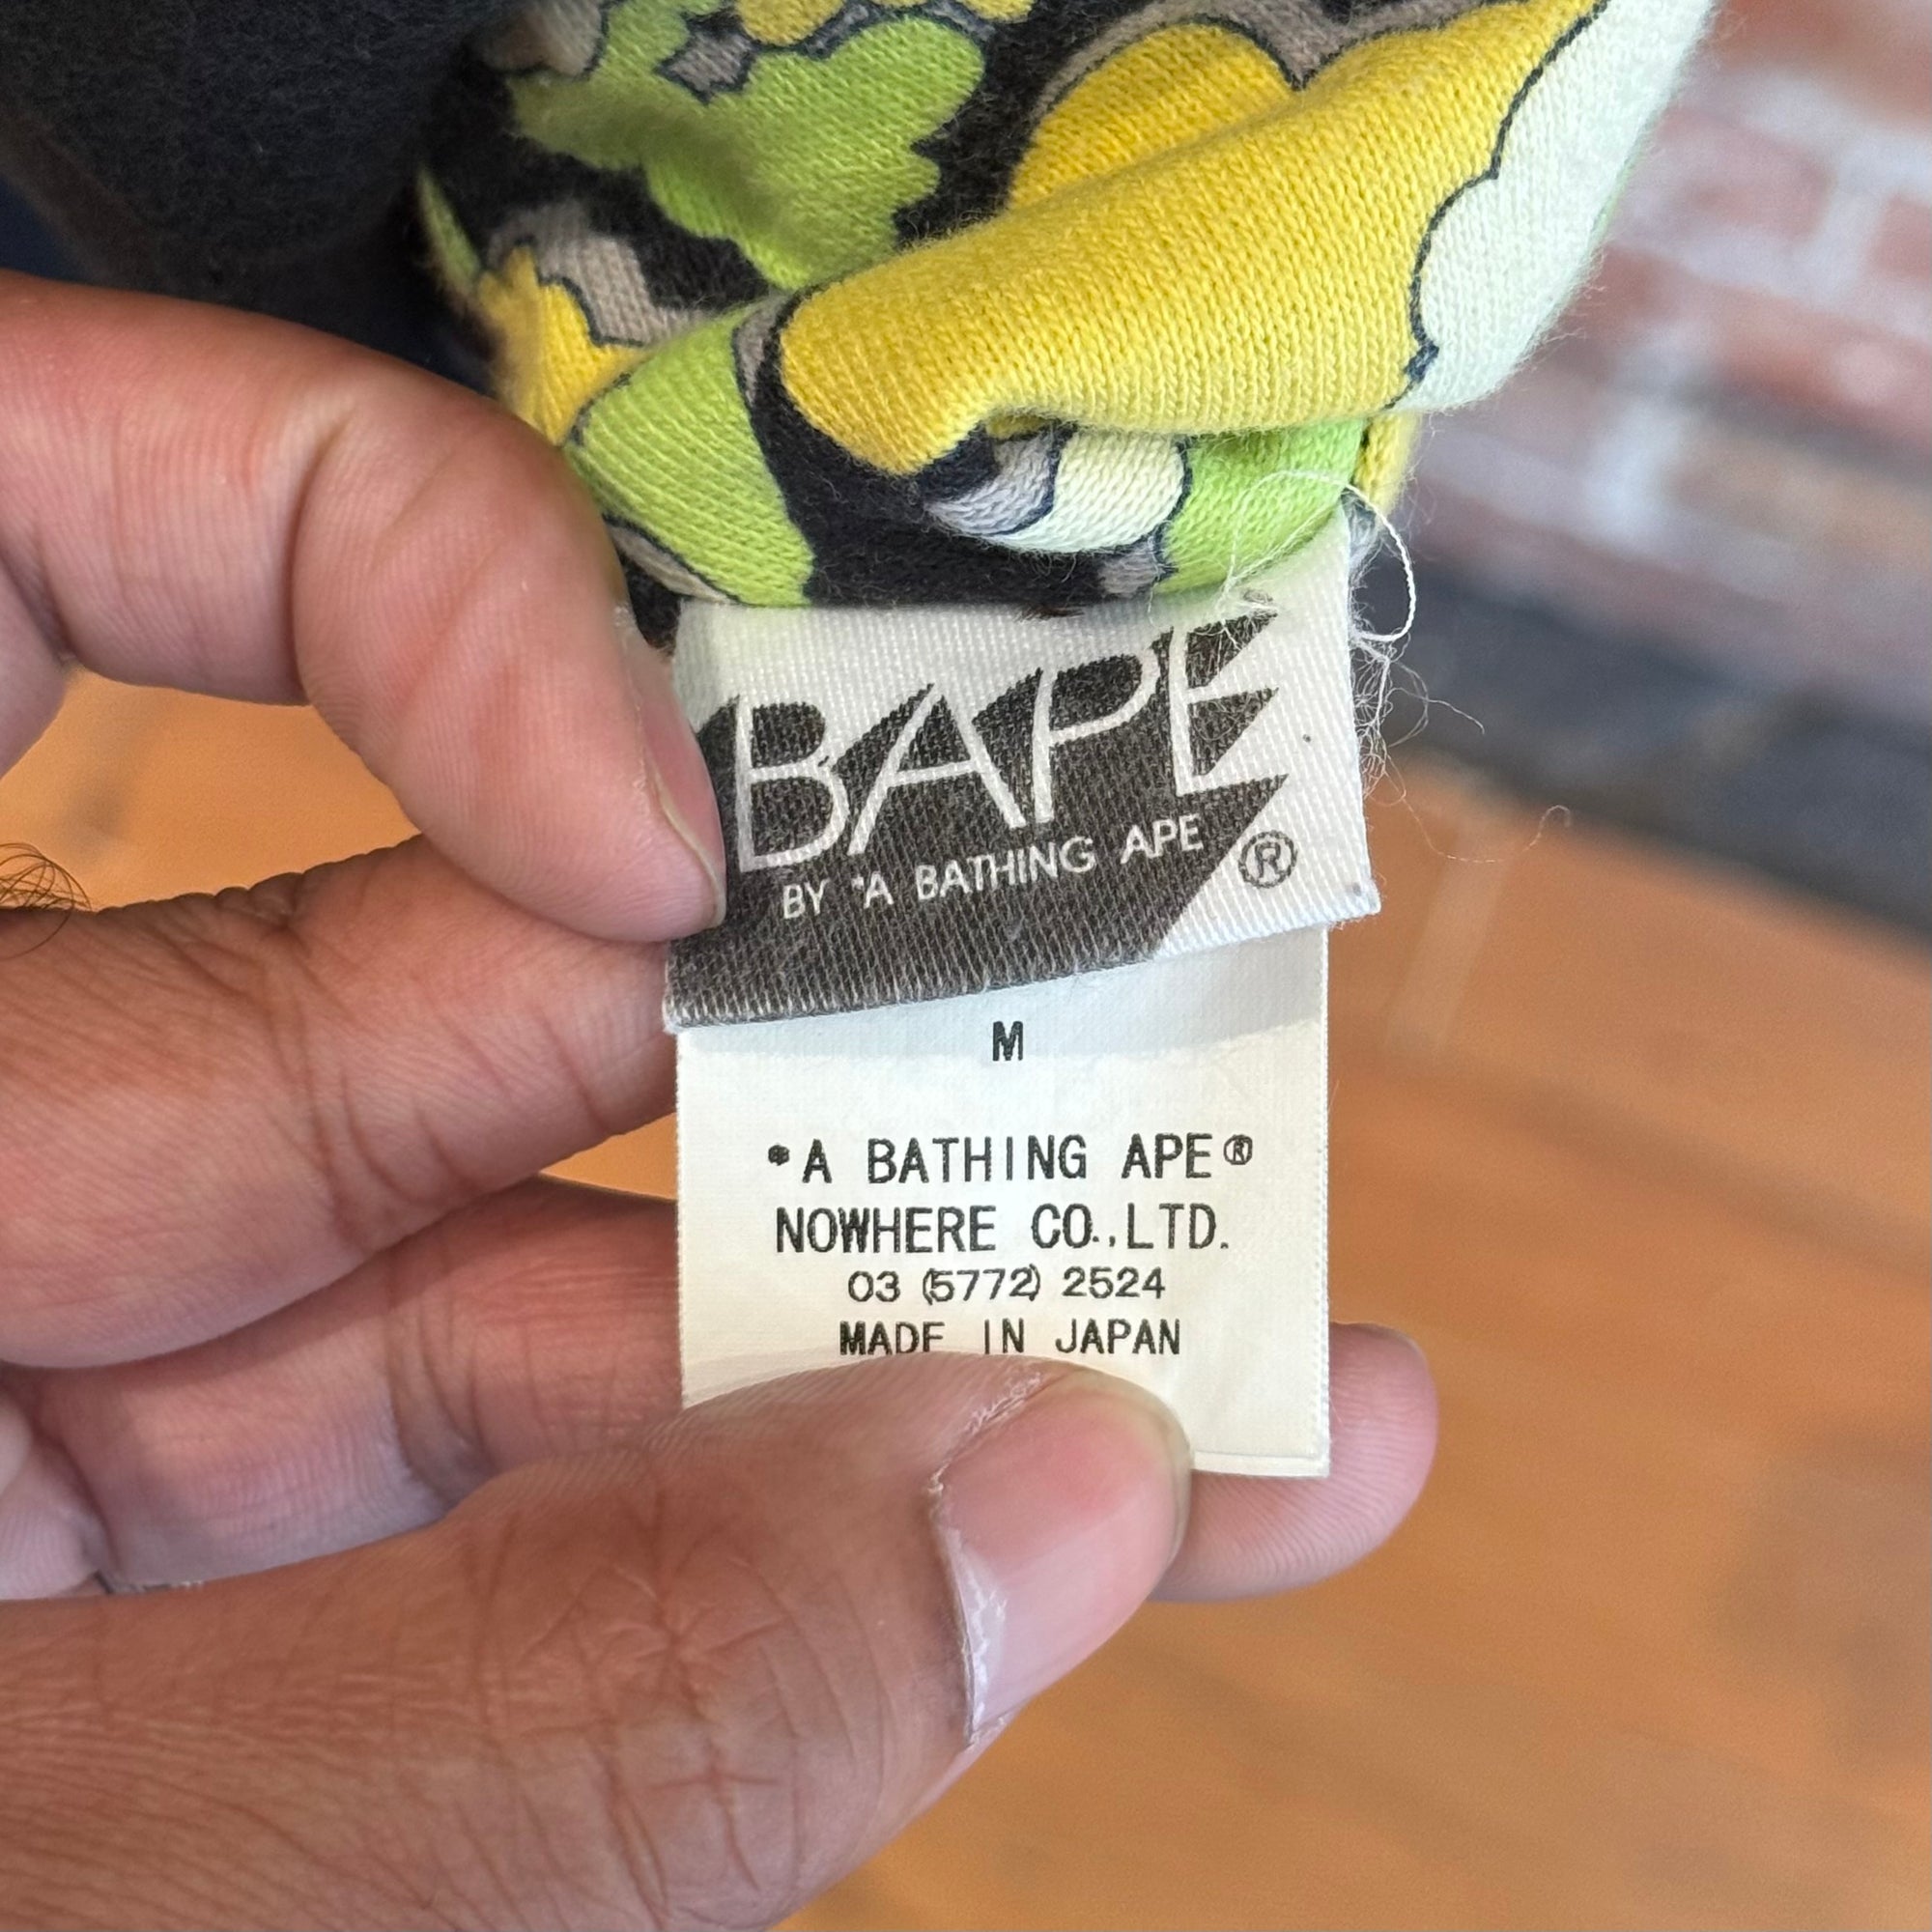 BAPE
BY *A BATHING APE
®
M
*A BATHING APE®
NOWHERE CO.,LTD.
03 (5772) 2524
MADE IN JAPAN